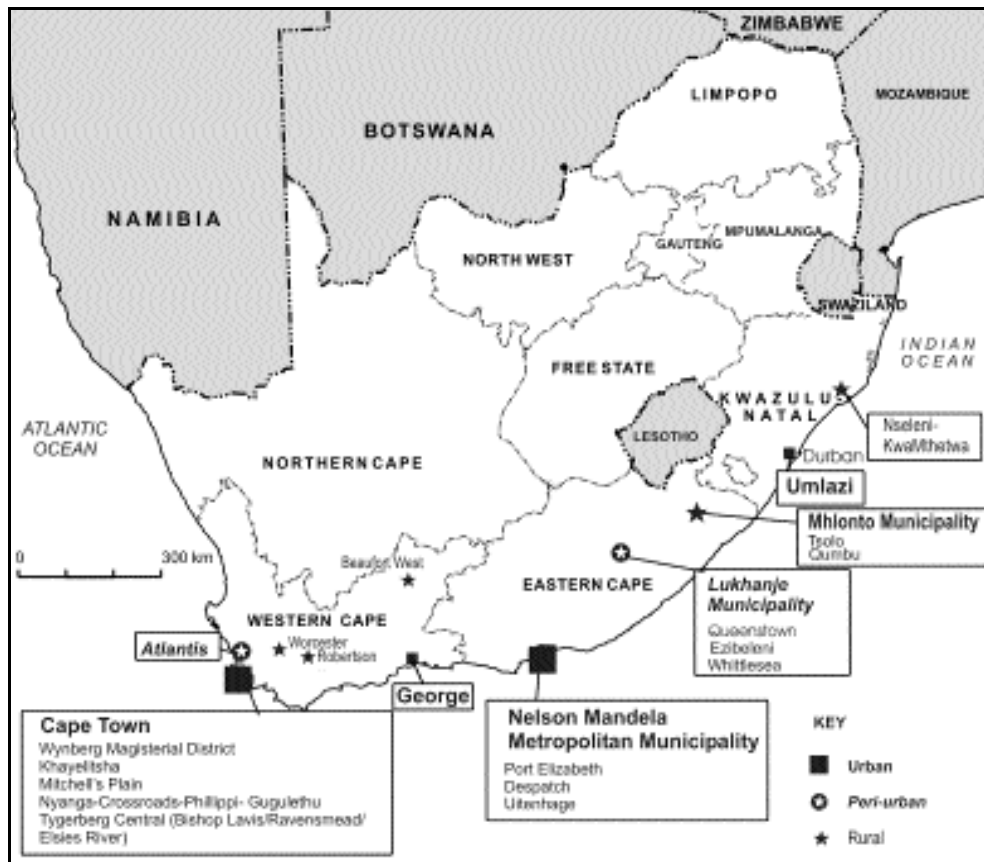 ZIMBABWE
LIMPOPO
MOZAMBIQUE
BOTSWANA
NAMIBIA
MPUMALANGA
GAUTENG
NORTH WEST
SWAZILAND
INDIAN
OCEAN
FREE STATE
KWAZULU
NATAL
Nseleni-
KwaMthetwa
ATLANTIC
OCEAN
LESOTHO
Durban
NORTHERN CAPE
Umlazi
Mhlonto Municipality
Tsolo
Qumbu
0 300 km
Beaufort West
EASTERN CAPE
Lukhanje
Municipality
Queenstown
Ezibeleni
Whittlesea
WESTERN CAPE
Atlantis
Worcester
Robertson
George
Cape Town
Wynberg Magisterial District
Khayelitsha
Mitchell's Plain
Nyanga-Crossroads-Phillippi- Gugulethu
Tygerberg Central (Bishop Lavis/Ravensmead/
Elsies River)
Nelson Mandela
Metropolitan Municipality
Port Elizabeth
Despatch
Uitenhage
KEY
Urban
Peri-urban
Rural